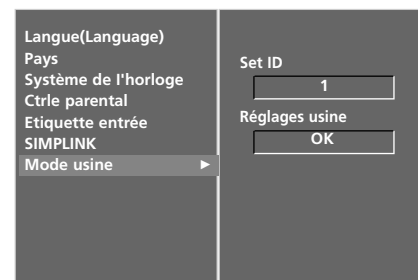 Langue(Language)
Pays
Système de l'horloge
Ctrle parental
Etiquette entrée
SIMPLINK
Mode usine ►
Set ID
1
Réglages usine
OK